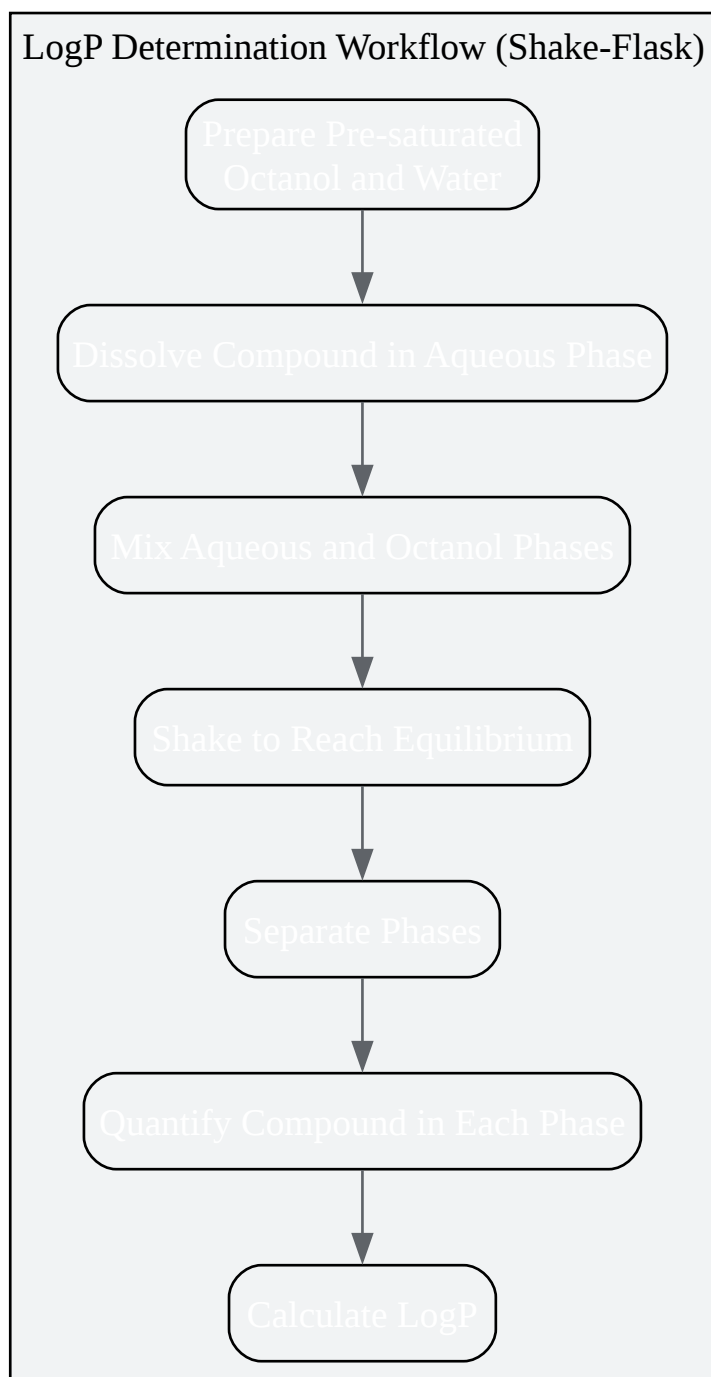 LogP Determination Workflow (Shake-Flask)
Prepare Pre-saturated
Octanol and Water
Dissolve Compound in Aqueous Phase
Mix Aqueous and Octanol Phases
Shake to Reach Equilibrium
Separate Phases
Quantify Compound in Each Phase
Calculate LogP